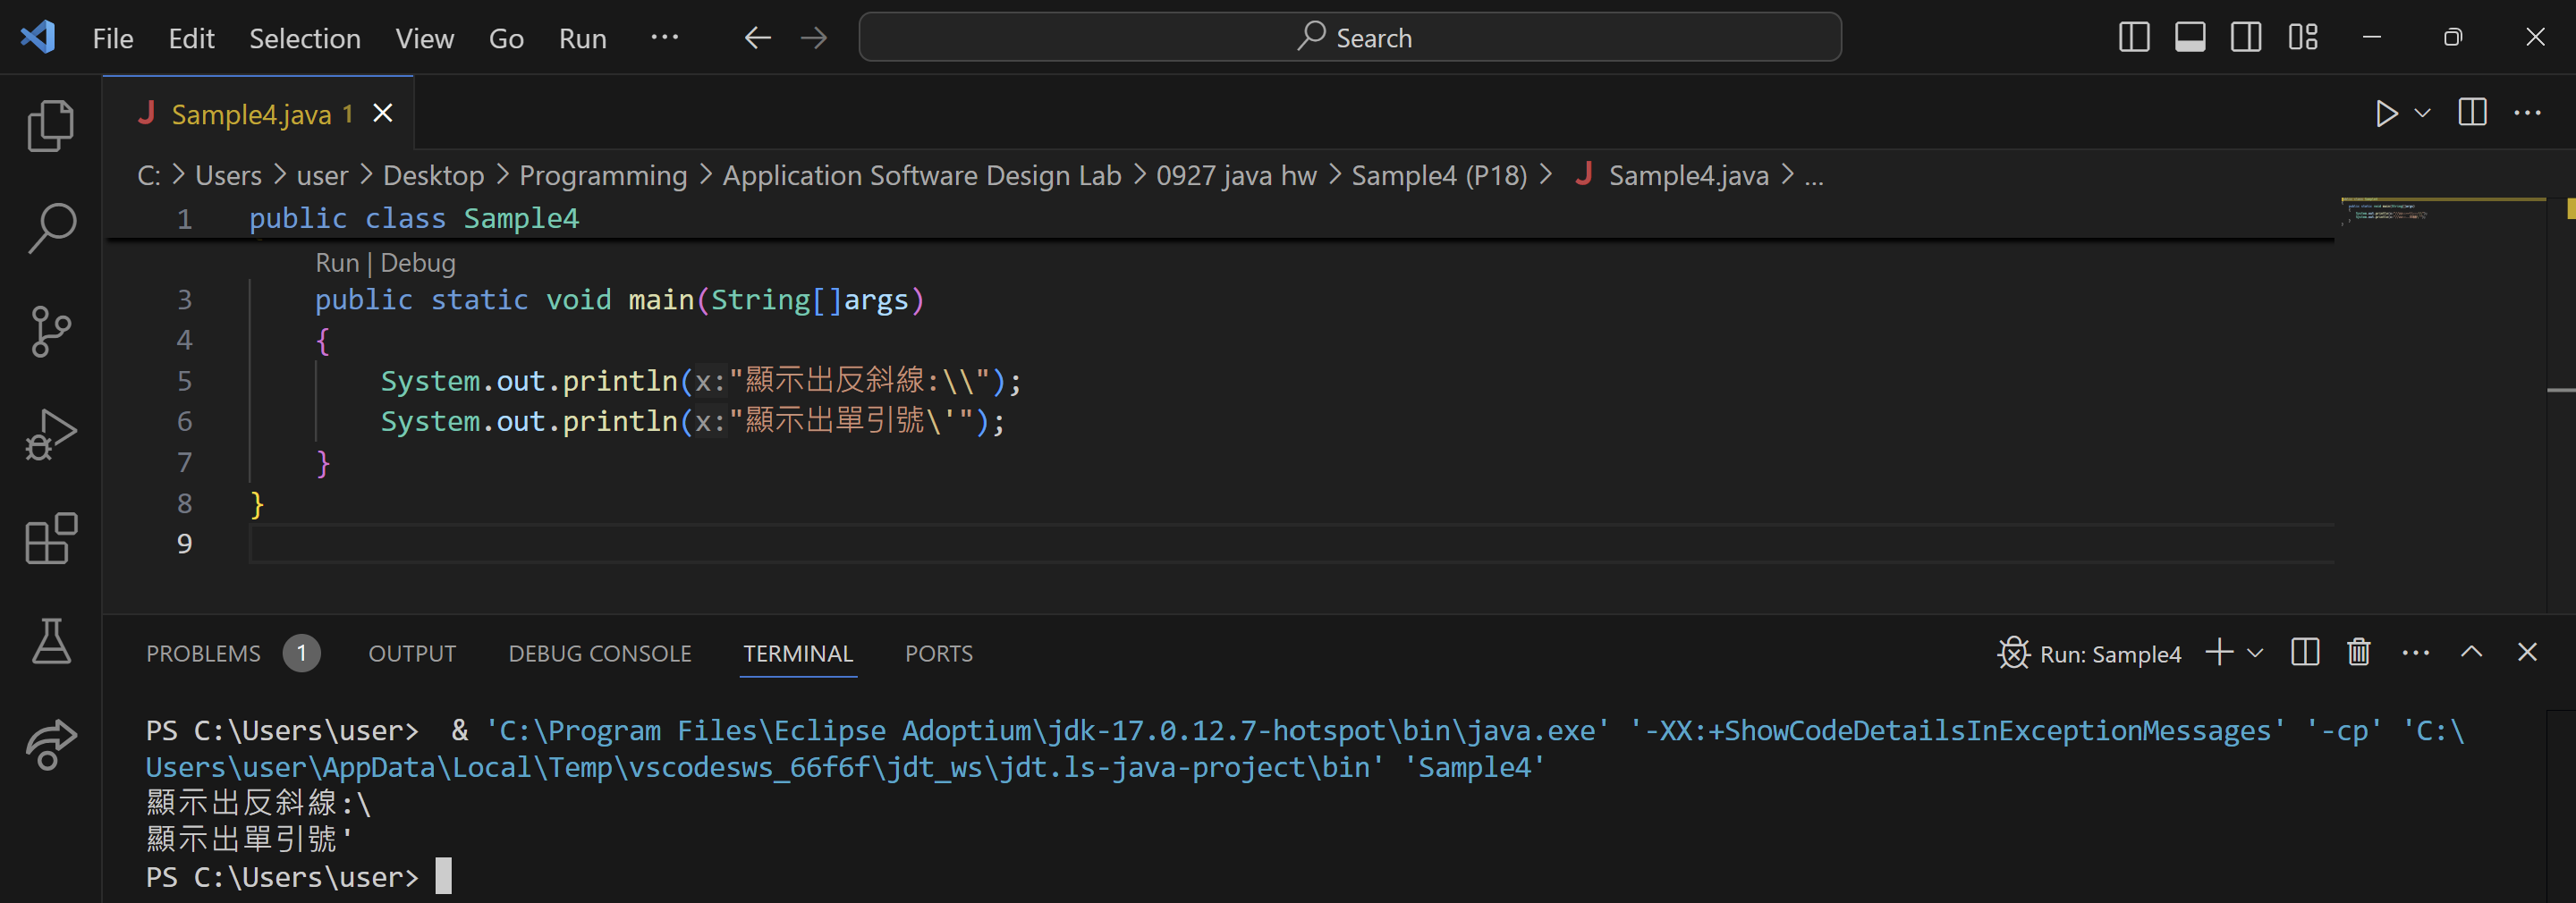 File Edit Selection View Go Run ··· Search
Sample4.java 1
C: > Users > user > Desktop > Programming > Application Software Design Lab > 0927 java hw > Sample4 (P18) > Sample4.java > ...
1 public class Sample4
Run | Debug
3 public static void main(String[]args)
4 {
5 System.out.println(x:"顯示出反斜線:\\");
6 System.out.println(x:"顯示出單引號\'");
7 }
8 }
9
PROBLEMS 1 OUTPUT DEBUG CONSOLE TERMINAL PORTS Run: Sample4
PS C:\Users\user>  & 'C:\Program Files\Eclipse Adoptium\jdk-17.0.12.7-hotspot\bin\java.exe' '-XX:+ShowCodeDetailsInExceptionMessages' '-cp' 'C:\
Users\user\AppData\Local\Temp\vscodesws_66f6f\jdt_ws\jdt.ls-java-project\bin' 'Sample4'
顯示出反斜線:\
顯示出單引號'
PS C:\Users\user>